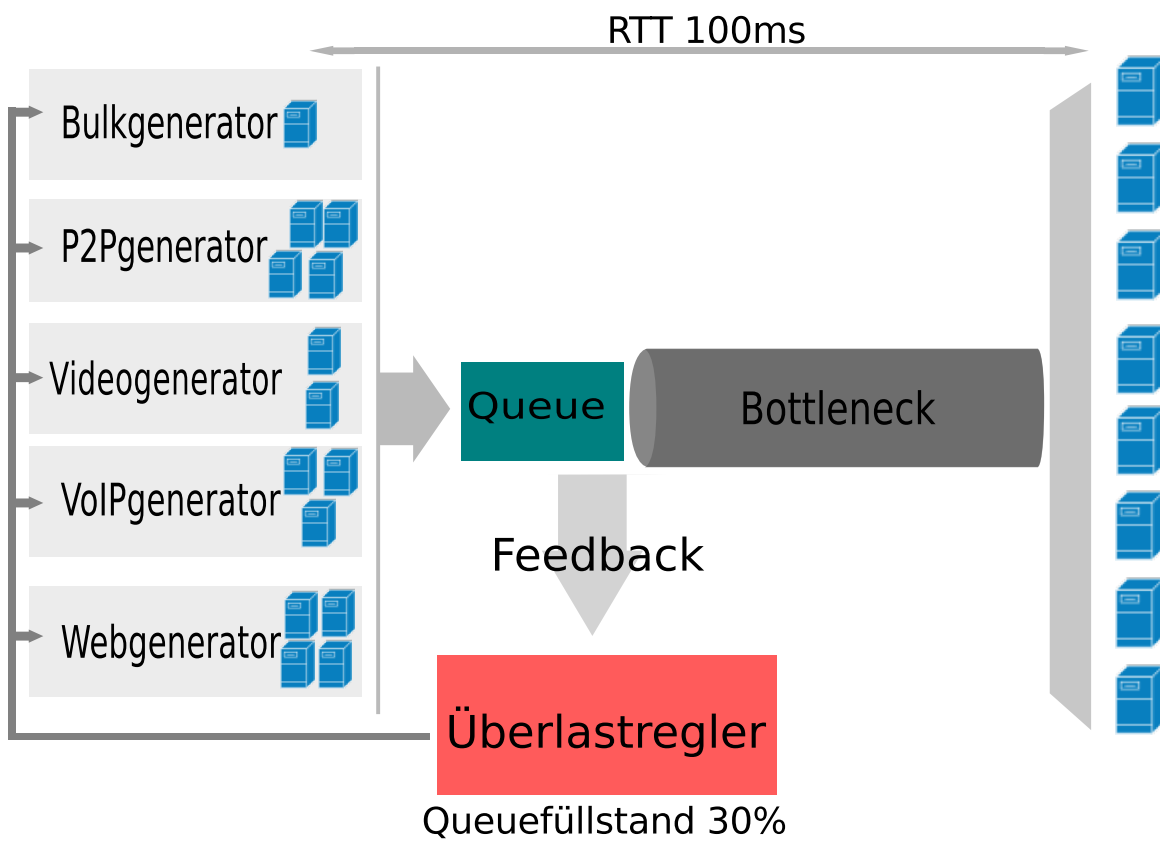 RTT 100ms
Bulkgenerator
P2Pgenerator
Videogenerator
Queue
Bottleneck
VoIPgenerator
Feedback
Webgenerator
Überlastregler
Queuefüllstand 30%